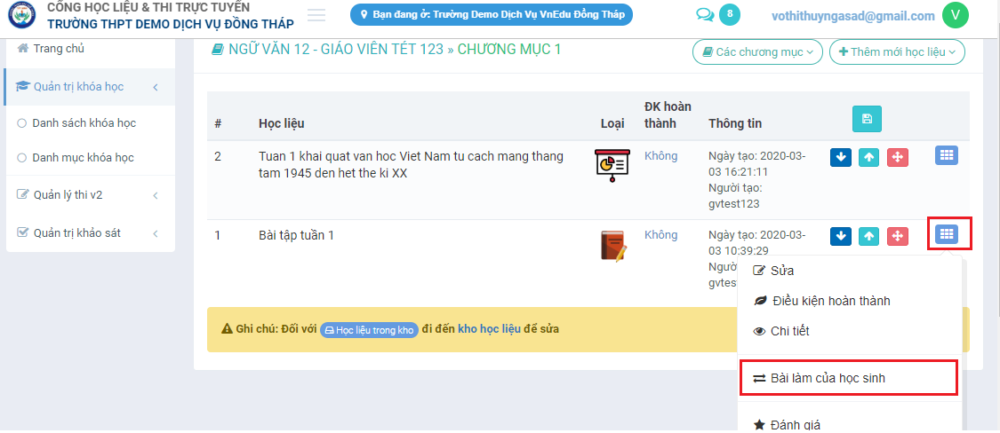 CỔNG HỌC LIỆU & THI TRỰC TUYẾN
TRƯỜNG THPT DEMO DỊCH VỤ ĐỒNG THÁP
Bạn đang ở: Trường Demo Dịch Vụ VnEdu Đồng Tháp
8
vothithuyngasad@gmail.com
V
Trang chủ
Quản trị khóa học
Danh sách khóa học
Danh mục khóa học
Quản lý thi v2
Quản trị khảo sát
NGỮ VĂN 12 - GIÁO VIÊN TÉT 123 » CHƯƠNG MỤC 1
Các chương mục
Thêm mới học liệu
# Học liệu Loại ĐK hoàn thành Thông tin
2 Tuan 1 khai quat van hoc Viet Nam tu cach mang thang
tam 1945 den het the ki XX
Không
Ngày tạo: 2020-03-
03 16:21:11
Người tạo:
gvtest123
1 Bài tập tuần 1
Không
Ngày tạo: 2020-03-
03 10:39:29
Ngườ
gvtes
Sửa
Điều kiện hoàn thành
Chi tiết
Bài làm của học sinh
Đánh giá
Ghi chú: Đối với Học liệu trong kho đi đến kho học liệu để sửa